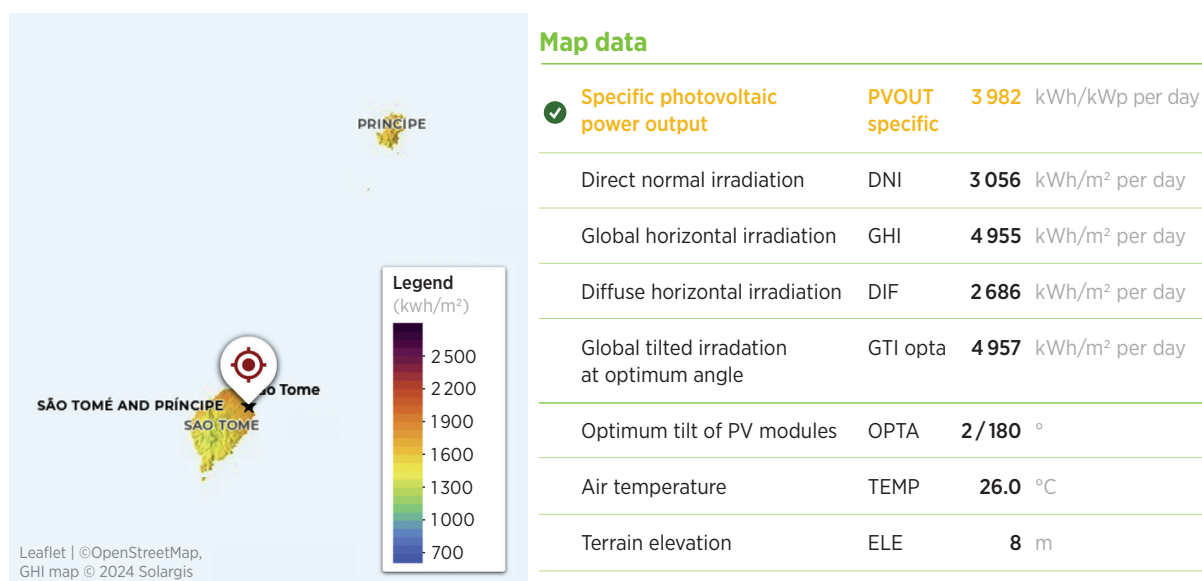 PRINCIPE
Legend
(kwh/m²)
2 500
2 200
1 900
1 600
1 300
1 000
700
o Tome
SÂO TOMÉ AND PRÍNCIPE
SAO TOME
Leaflet | ©OpenStreetMap,
GHI map © 2024 Solargis
Map data
Specific photovoltaic power output PVOUT specific 3 982 kWh/kWp per day
Direct normal irradiation DNI 3 056 kWh/m² per day
Global horizontal irradiation GHI 4 955 kWh/m² per day
Diffuse horizontal irradiation DIF 2 686 kWh/m² per day
Global tilted irradation at optimum angle GTI opta 4 957 kWh/m² per day
Optimum tilt of PV modules OPTA 2 / 180 °
Air temperature TEMP 26.0 °C
Terrain elevation ELE 8 m